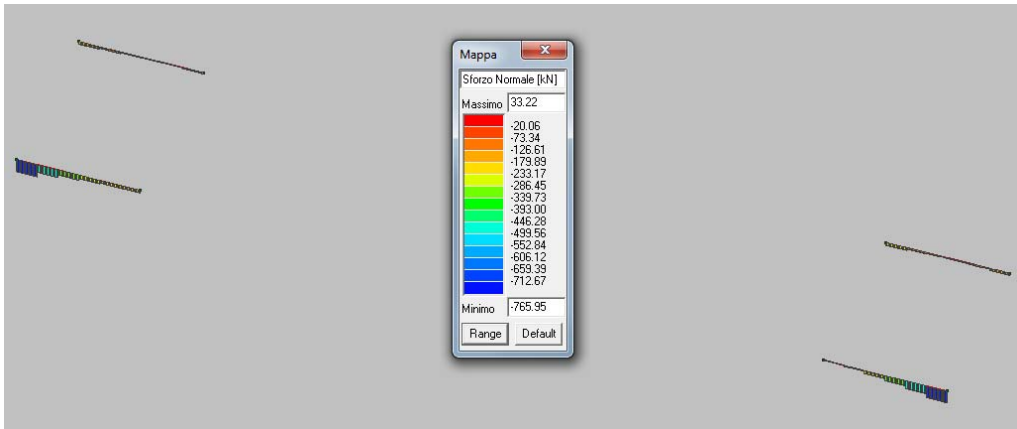 Mappa
Sforzo Normale [kN]
Massimo 33.22
-20.06
-73.34
-126.61
-179.89
-233.17
-286.45
-339.73
-393.00
-446.28
-499.56
-552.84
-606.12
-659.39
-712.67
Minimo -765.95
Range Default